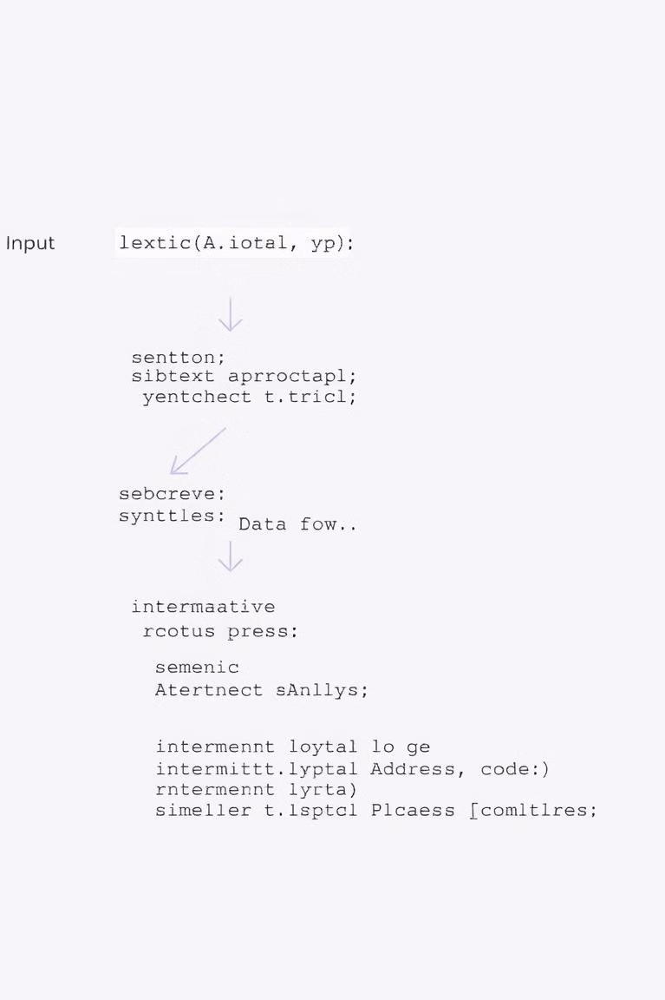 Input lextic(A.iotal, yp):
sentton;
sibtext aprroctapl;
yentchect t.tricl;
sebcreve:
synttles: Data fow..
intermaative
rcotus press:
semenic
Atertnect sAnllys;
intermennt loytal lo ge
intermittt.lyptal Address, code:)
rntermennt lyrta)
simeller t.lsptcl Plcaess [comltlres;